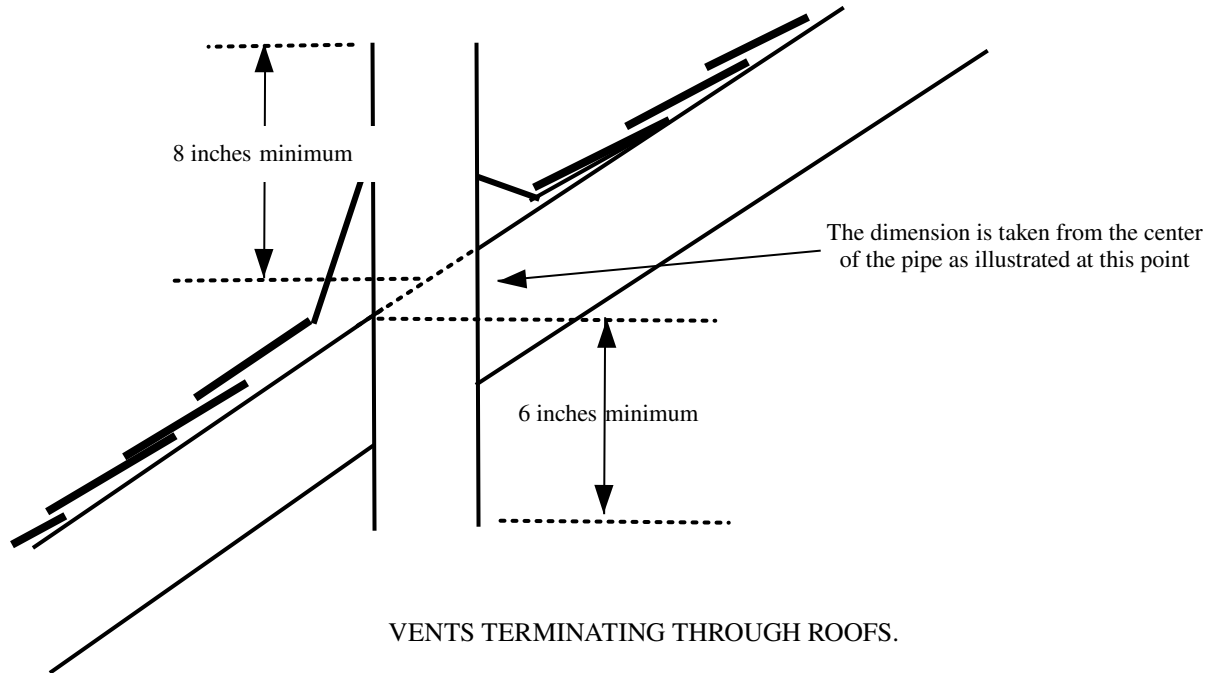 8 inches minimum
The dimension is taken from the center
of the pipe as illustrated at this point
6 inches minimum
VENTS TERMINATING THROUGH ROOFS.